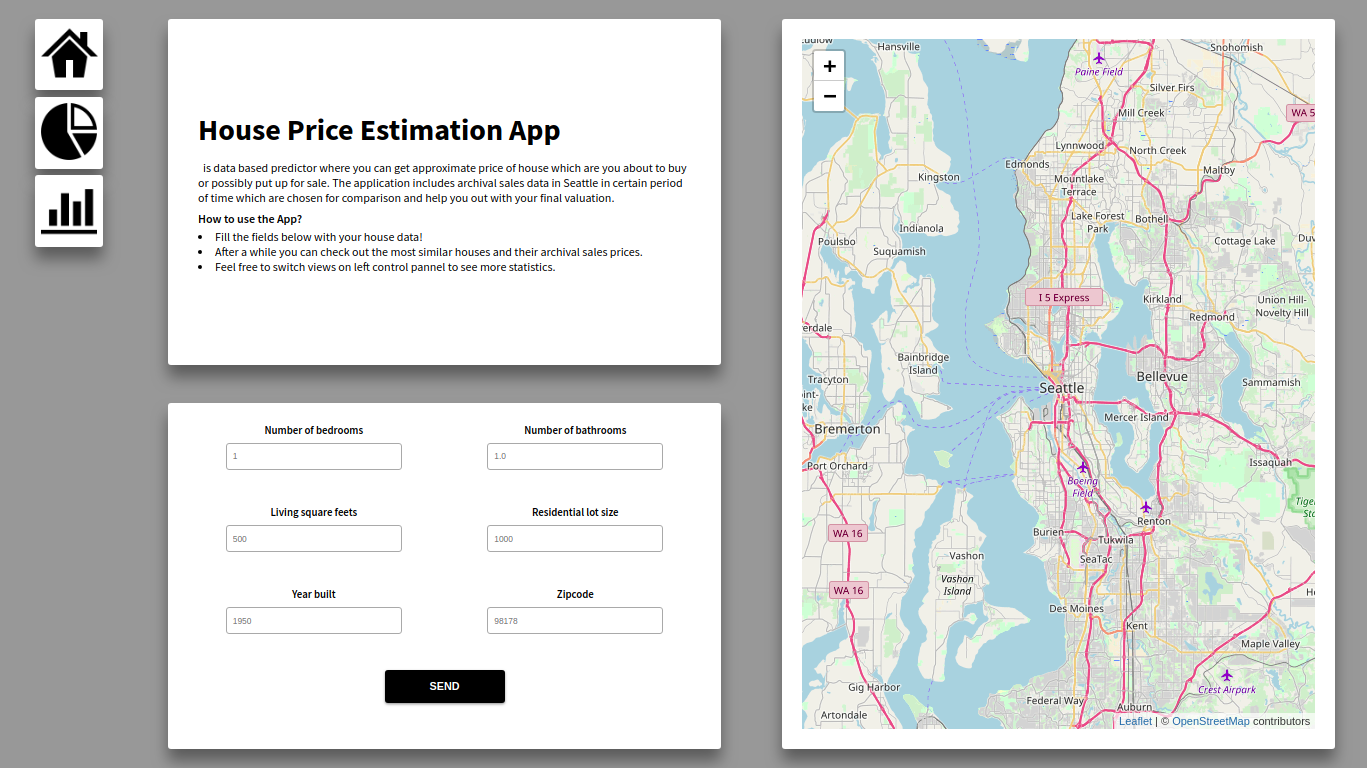 House Price Estimation App
is data based predictor where you can get approximate price of house which are you about to buy
or possibly put up for sale. The application includes archival sales data in Seattle in certain period
of time which are chosen for comparison and help you out with your final valuation.
How to use the App?
• Fill the fields below with your house data!
• After a while you can check out the most similar houses and their archival sales prices.
• Feel free to switch views on left control pannel to see more statistics.
Number of bedrooms
Number of bathrooms
1
1.0
Living square feets
Residential lot size
500
1000
Year built
Zipcode
1950
98178
SEND
+
−
Hansville
Snohomish
Paine Field
Silver Firs
WA 5
Mill Creek
Lynnwood
North Creek
Edmonds
Kingston
Mountlake
Terrace
Maltby
Lake Forest
Park
Bothell
Indianola
Poulsbo
Suquamish
Cottage Lake
Duv
I 5 Express
Kirkland
Union Hill-
Novelty Hill
Redmond
erdale
Bainbridge
Island
Tracyton
Seattle
Bellevue
Sammamish
oint-
ke
Mercer Island
Bremerton
Port Orchard
Issaquah
Boeing
Field
Tige
Sta
Renton
WA 16
Burien
Tukwila
Vashon
SeaTac
Vashon
Island
WA 16
Des Moines
Kent
Maple Valley
Gig Harbor
Crest Airpark
Federal Way
Auburn
Artondale
Leaflet | © OpenStreetMap contributors